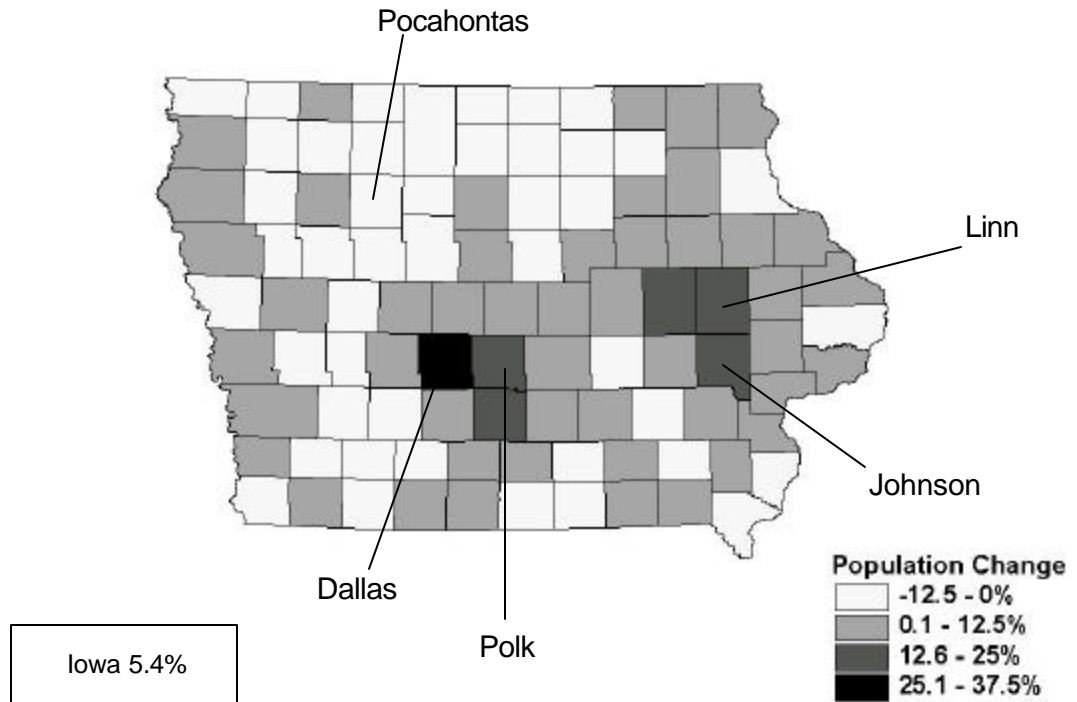 Pocahontas
Linn
Johnson
Dallas
Polk
Iowa 5.4%
Population Change
-12.5 - 0%
0.1 - 12.5%
12.6 - 25%
25.1 - 37.5%